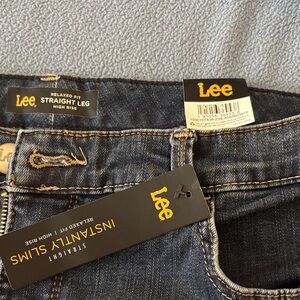 Lee
RELAXED FIT
STRAIGHT LEG
HIGH RISE
Lee
Lee
STRAIGHT
INSTANTLY SLIMS
RELAXED FIT | HIGH RISE